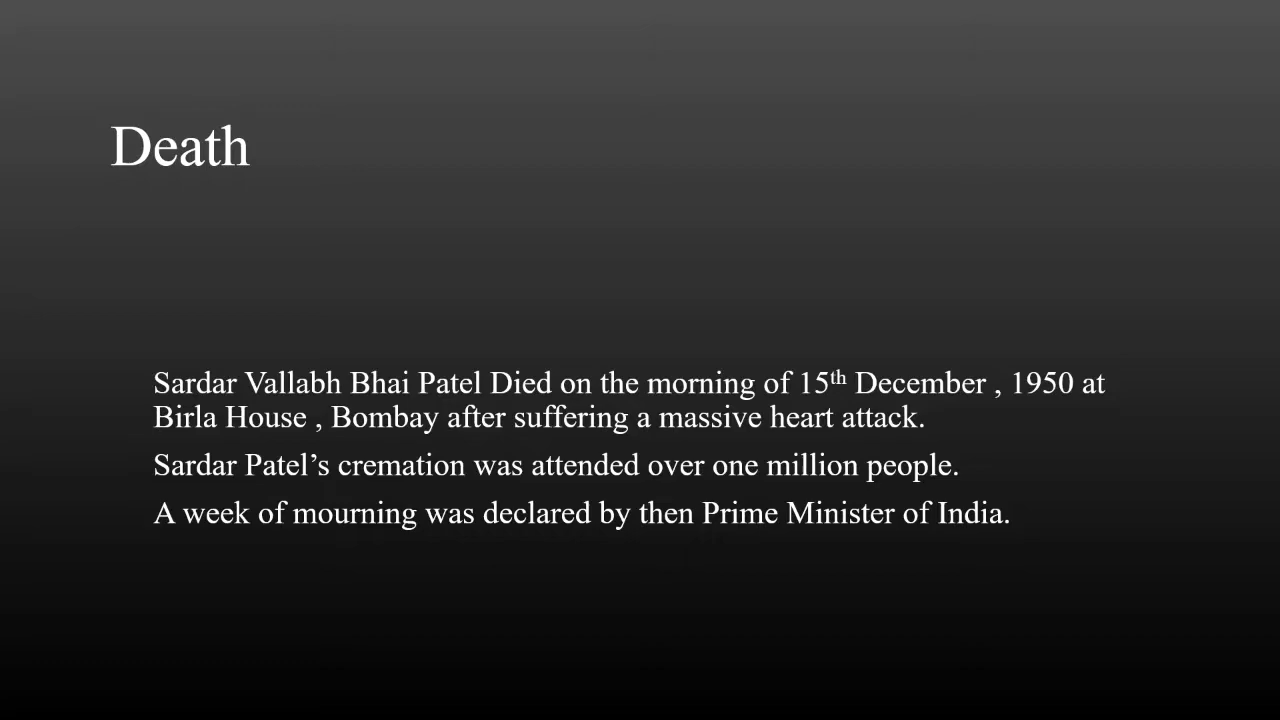 Death
Sardar Vallabh Bhai Patel Died on the morning of 15th December , 1950 at
Birla House , Bombay after suffering a massive heart attack.
Sardar Patel’s cremation was attended over one million people.
A week of mourning was declared by then Prime Minister of India.